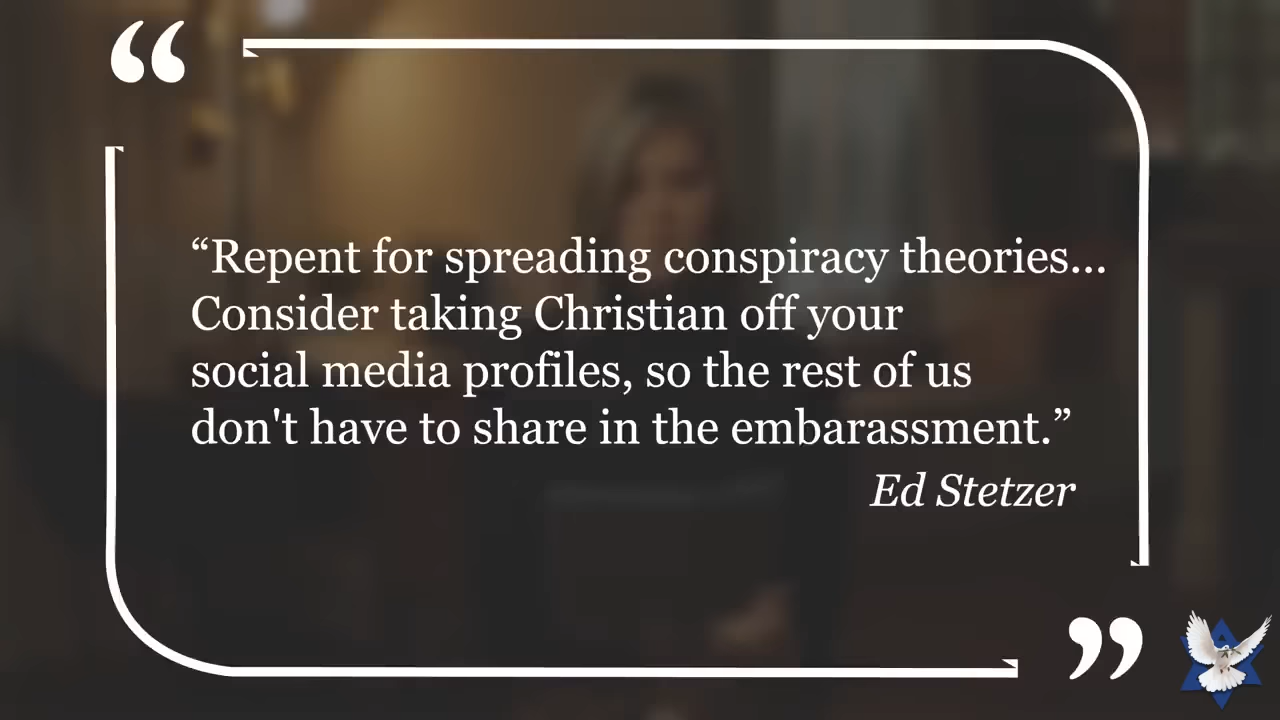 “Repent for spreading conspiracy theories...
Consider taking Christian off your
social media profiles, so the rest of us
don't have to share in the embarassment.”
Ed Stetzer